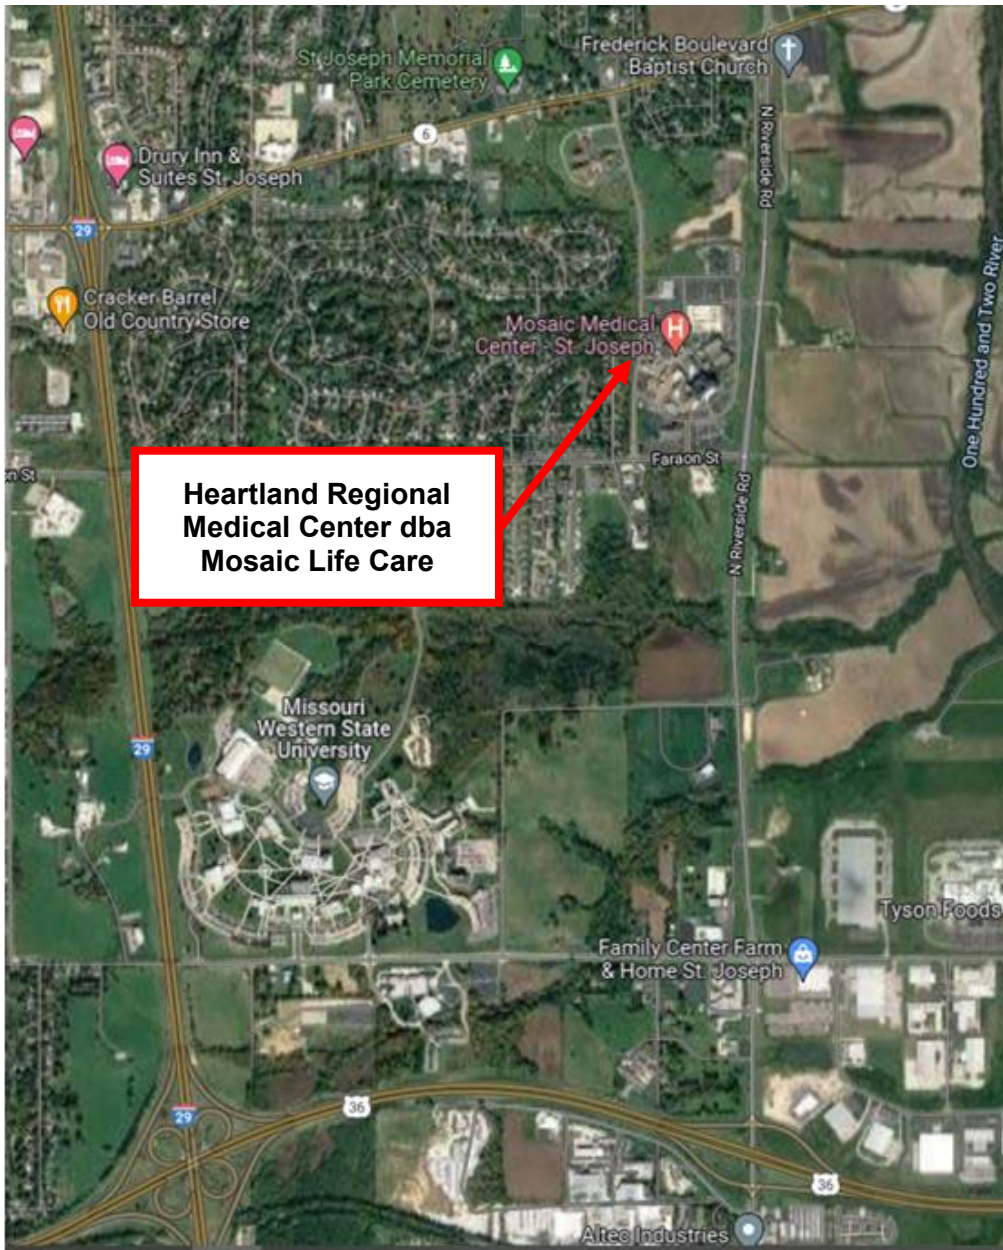 St Joseph Memorial
Park Cemetery
Frederick Boulevard
Baptist Church
6
N Riverside Rd
Drury Inn &
Suites St. Joseph
29
One Hundred and Two River
Cracker Barrel
Old Country Store
Mosaic Medical
Center - St. Joseph
H
Faraon St
n St
Heartland Regional
Medical Center dba
Mosaic Life Care
N Riverside Rd
Missouri
Western State
University
29
Tyson Foods
Family Center Farm
& Home St. Joseph
29
36
36
Altec Industries